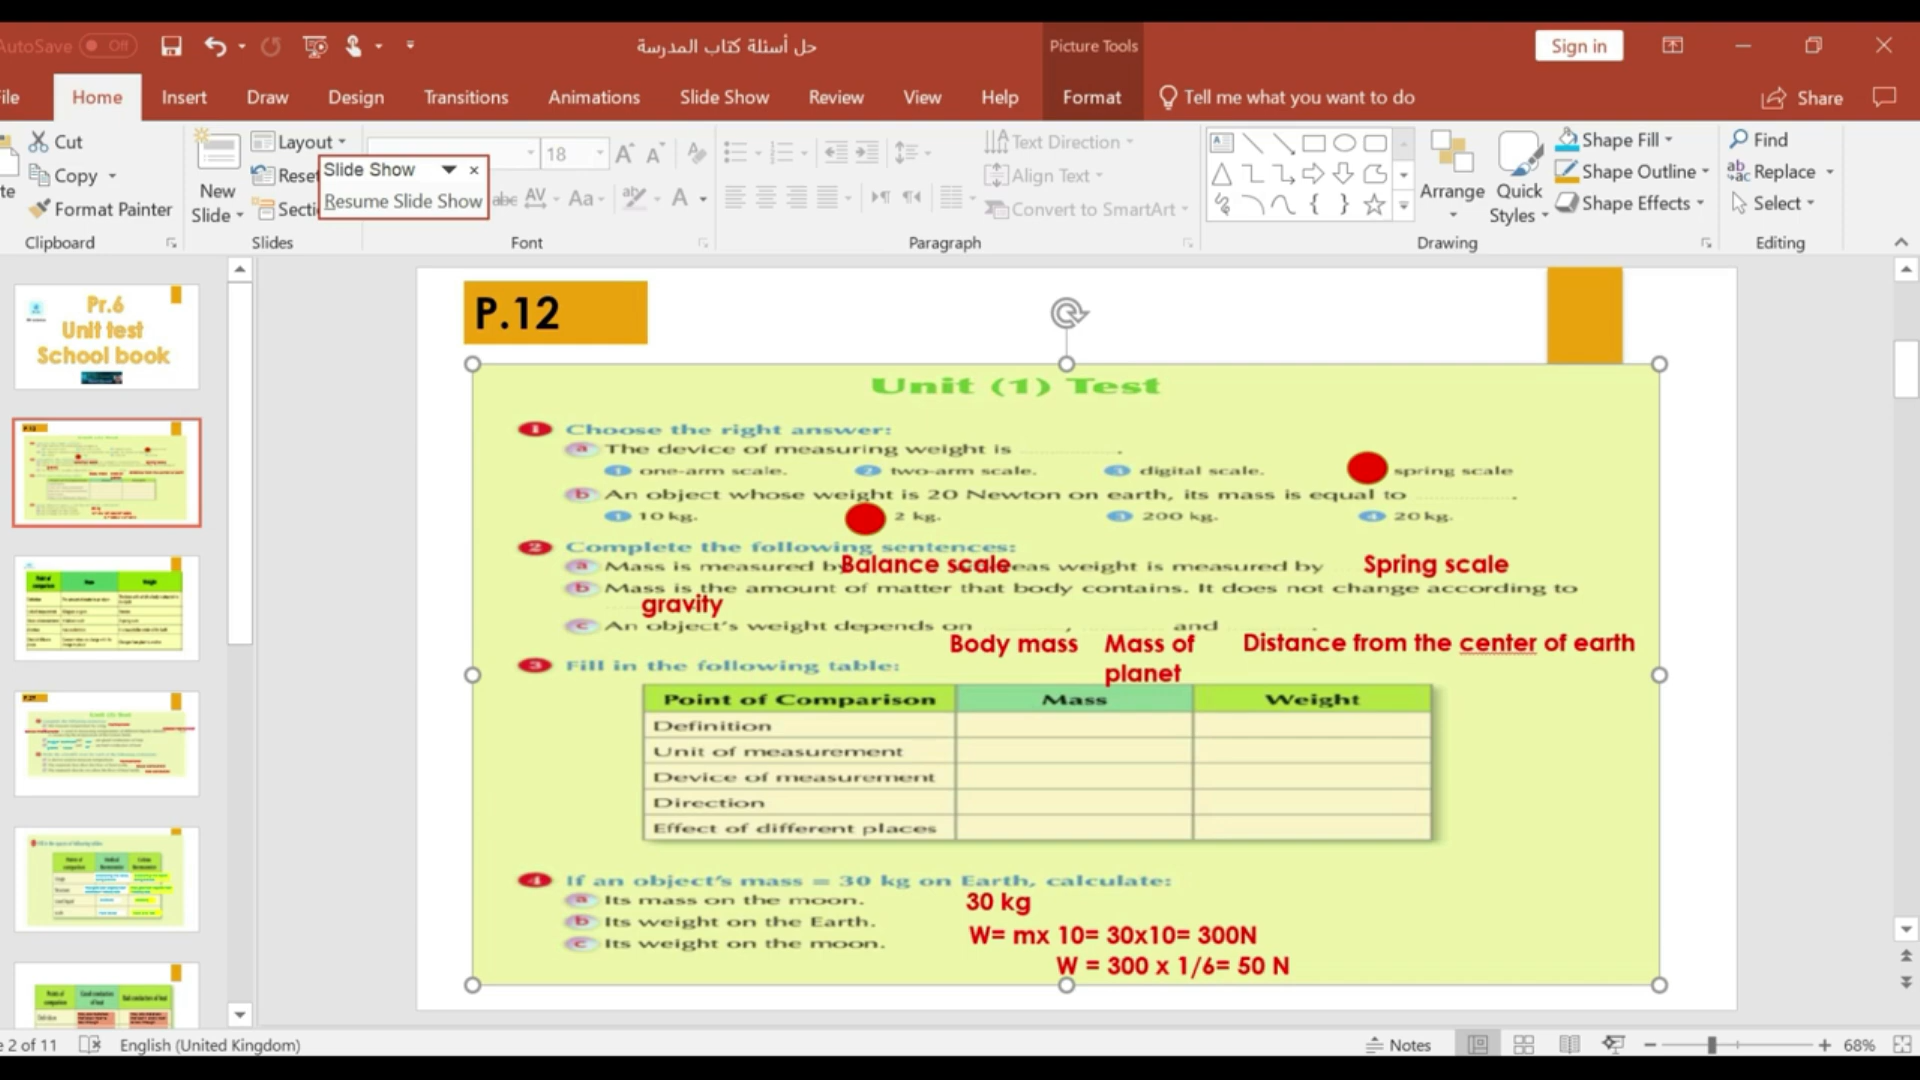 AutoSave Off
حل أسئلة كتاب المدرسة
Picture Tools
Sign in
Home Insert Draw Design Transitions Animations Slide Show Review View Help Format Tell me what you want to do Share
Cut
Copy
Format Painter
Clipboard
New Slide
Layout
Reset
Slides
Slide Show
Resume Slide Show
18
Aa
Font
Text Direction
Align Text
Convert to SmartArt
Paragraph
Arrange
Quick Styles
Shape Fill
Shape Outline
Shape Effects
Drawing
Find
Replace
Select
Editing
Pr.6
Unit test
School book
P.12
Unit (1) Test
1 Choose the right answer:
a The device of measuring weight is
1 one-arm scale. 2 two-arm scale. 3 digital scale. spring scale
b An object whose weight is 20 Newton on earth, its mass is equal to
1 10 kg. 2 kg. 3 200 kg. 4 20 kg.
2 Complete the following sentences:
a Mass is measured by Balance scale weight is measured by Spring scale
b Mass is the amount of matter that body contains. It does not change according to
gravity
c An object's weight depends on , and .
Body mass Mass of planet Distance from the center of earth
3 Fill in the following table:
Point of Comparison Mass Weight
Definition
Unit of measurement
Device of measurement
Direction
Effect of different places
4 If an object's mass = 30 kg on Earth, calculate:
a Its mass on the moon. 30 kg
b Its weight on the Earth. W= mx 10= 30x10= 300N
c Its weight on the moon. W = 300 x 1/6= 50 N
2 of 11 English (United Kingdom) Notes 68%